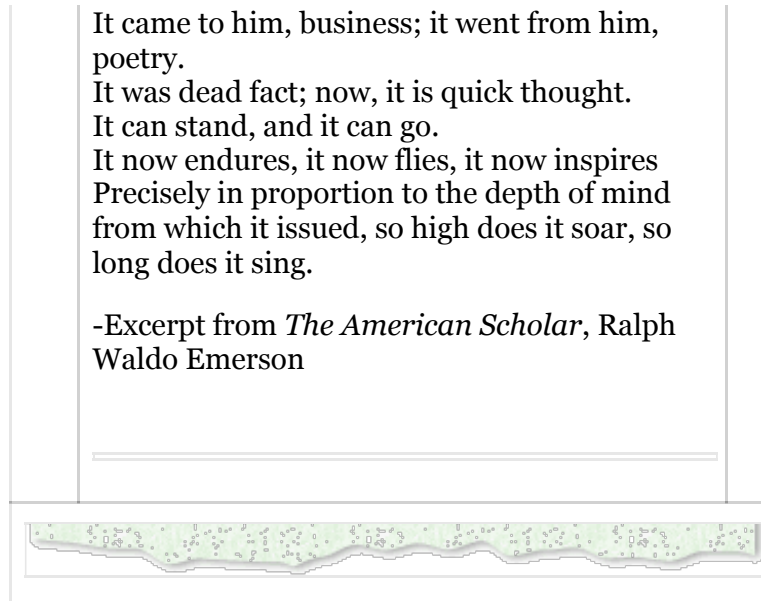 It came to him, business; it went from him,
poetry.
It was dead fact; now, it is quick thought.
It can stand, and it can go.
It now endures, it now flies, it now inspires
Precisely in proportion to the depth of mind
from which it issued, so high does it soar, so
long does it sing.
-Excerpt from The American Scholar, Ralph
Waldo Emerson